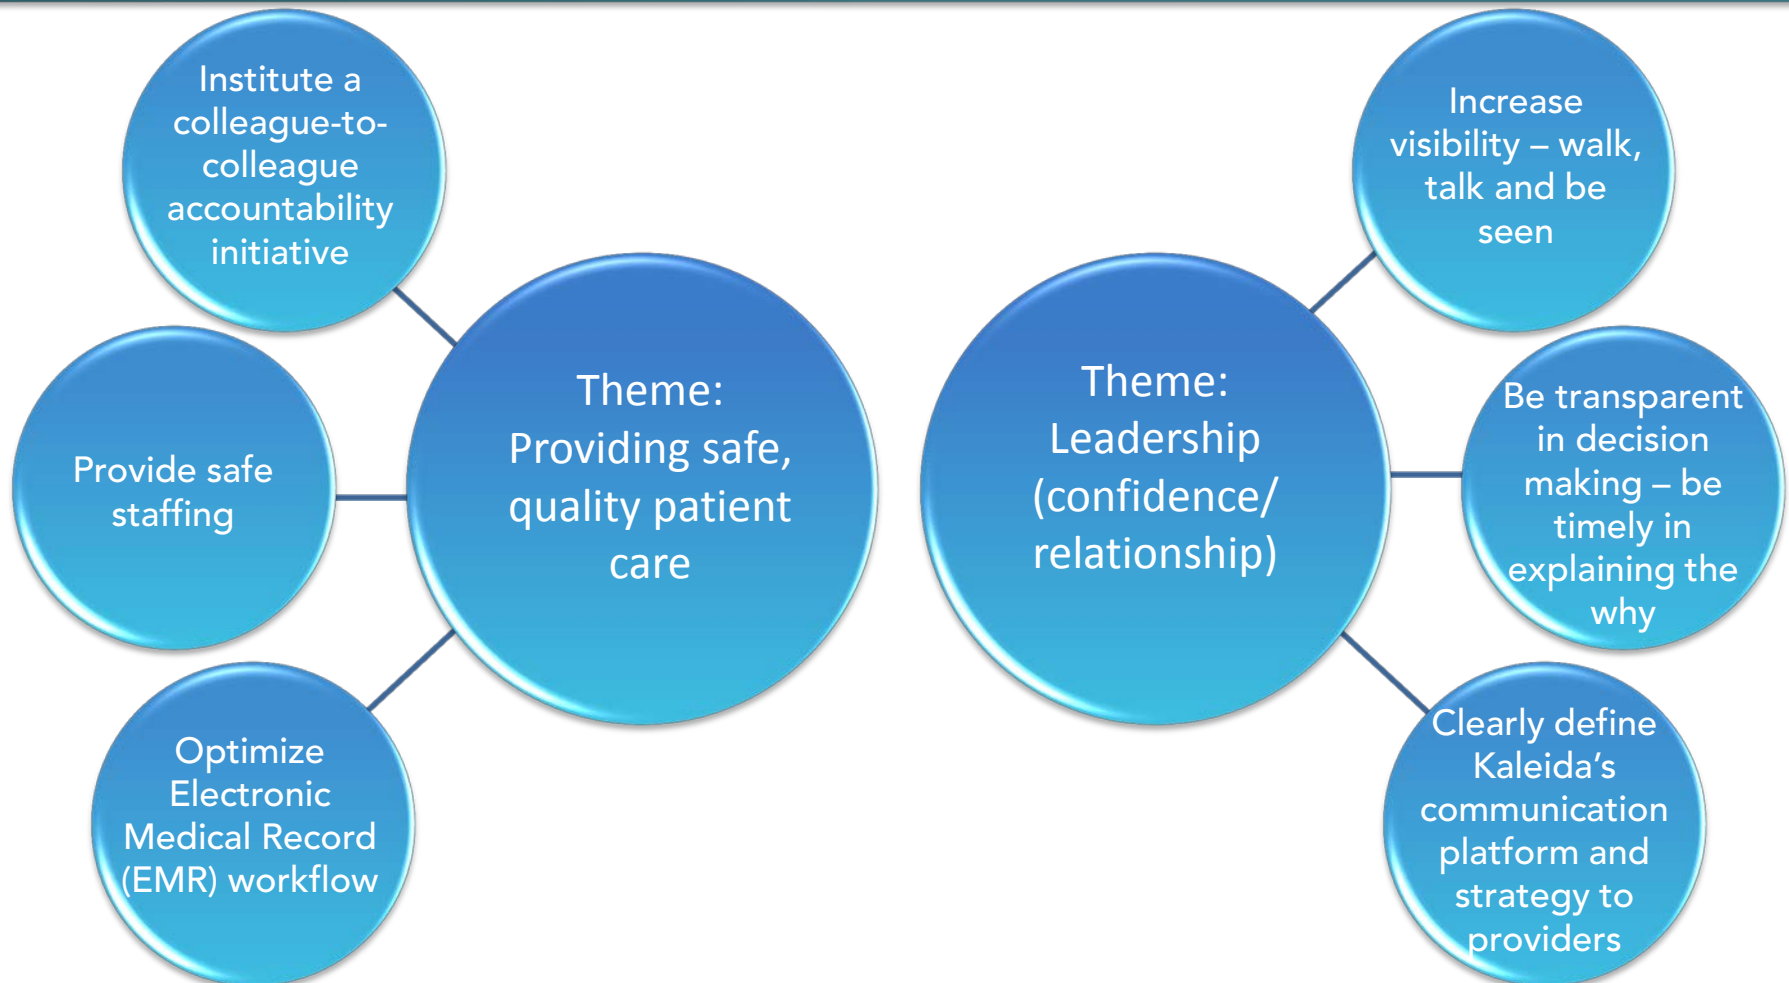 Institute a
colleague-to-
colleague
accountability
initiative
Provide safe
staffing
Optimize
Electronic
Medical Record
(EMR) workflow
Theme:
Providing safe,
quality patient
care
Theme:
Leadership
(confidence/
relationship)
Increase
visibility – walk,
talk and be
seen
Be transparent
in decision
making – be
timely in
explaining the
why
Clearly define
Kaleida’s
communication
platform and
strategy to
providers